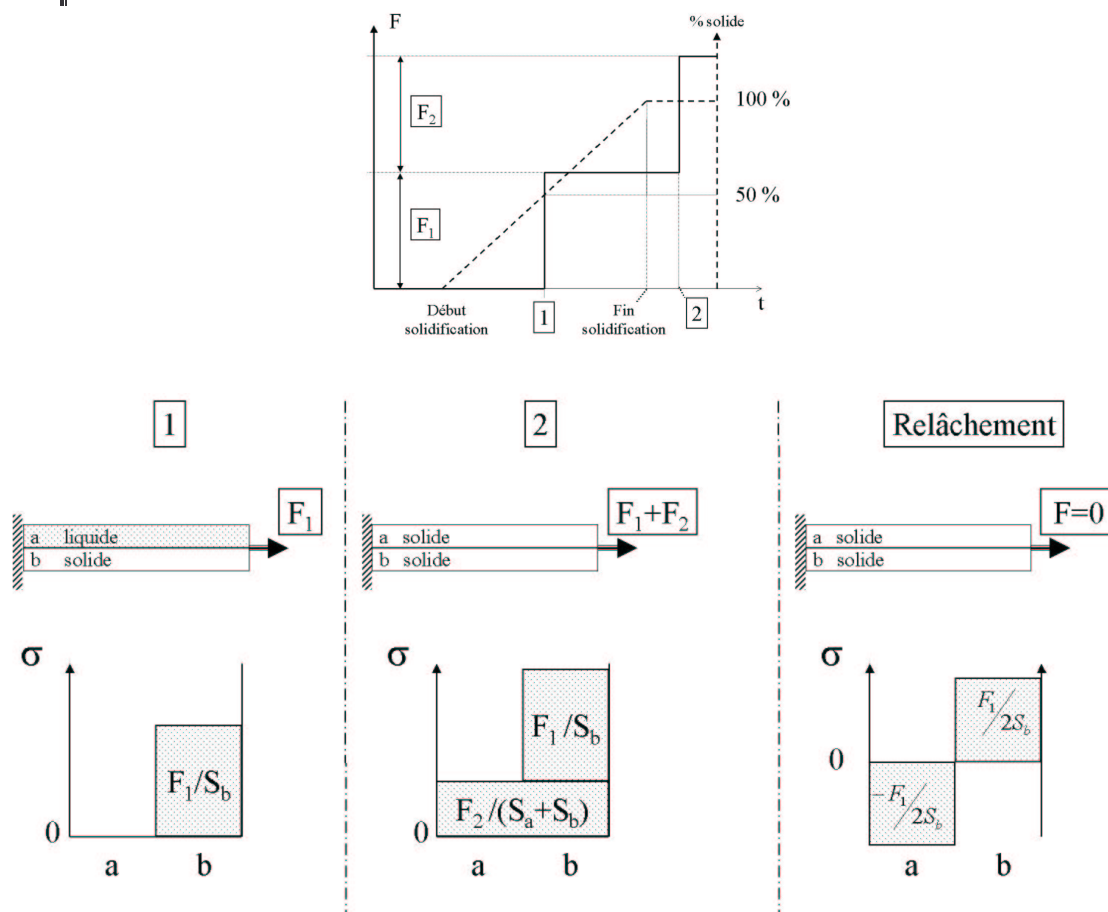 F
% solide
100 %
F2
50 %
F1
t
Début
solidification
1
Fin
solidification
2
1
2
Relâchement
F1
a liquide
b solide
F1+F2
a solide
b solide
F=0
a solide
b solide
σ
F1/Sb
0
a b
σ
F1/Sb
F2/(Sa+Sb)
0
a b
σ
F1/2Sb
0
-F1/2Sb
a b